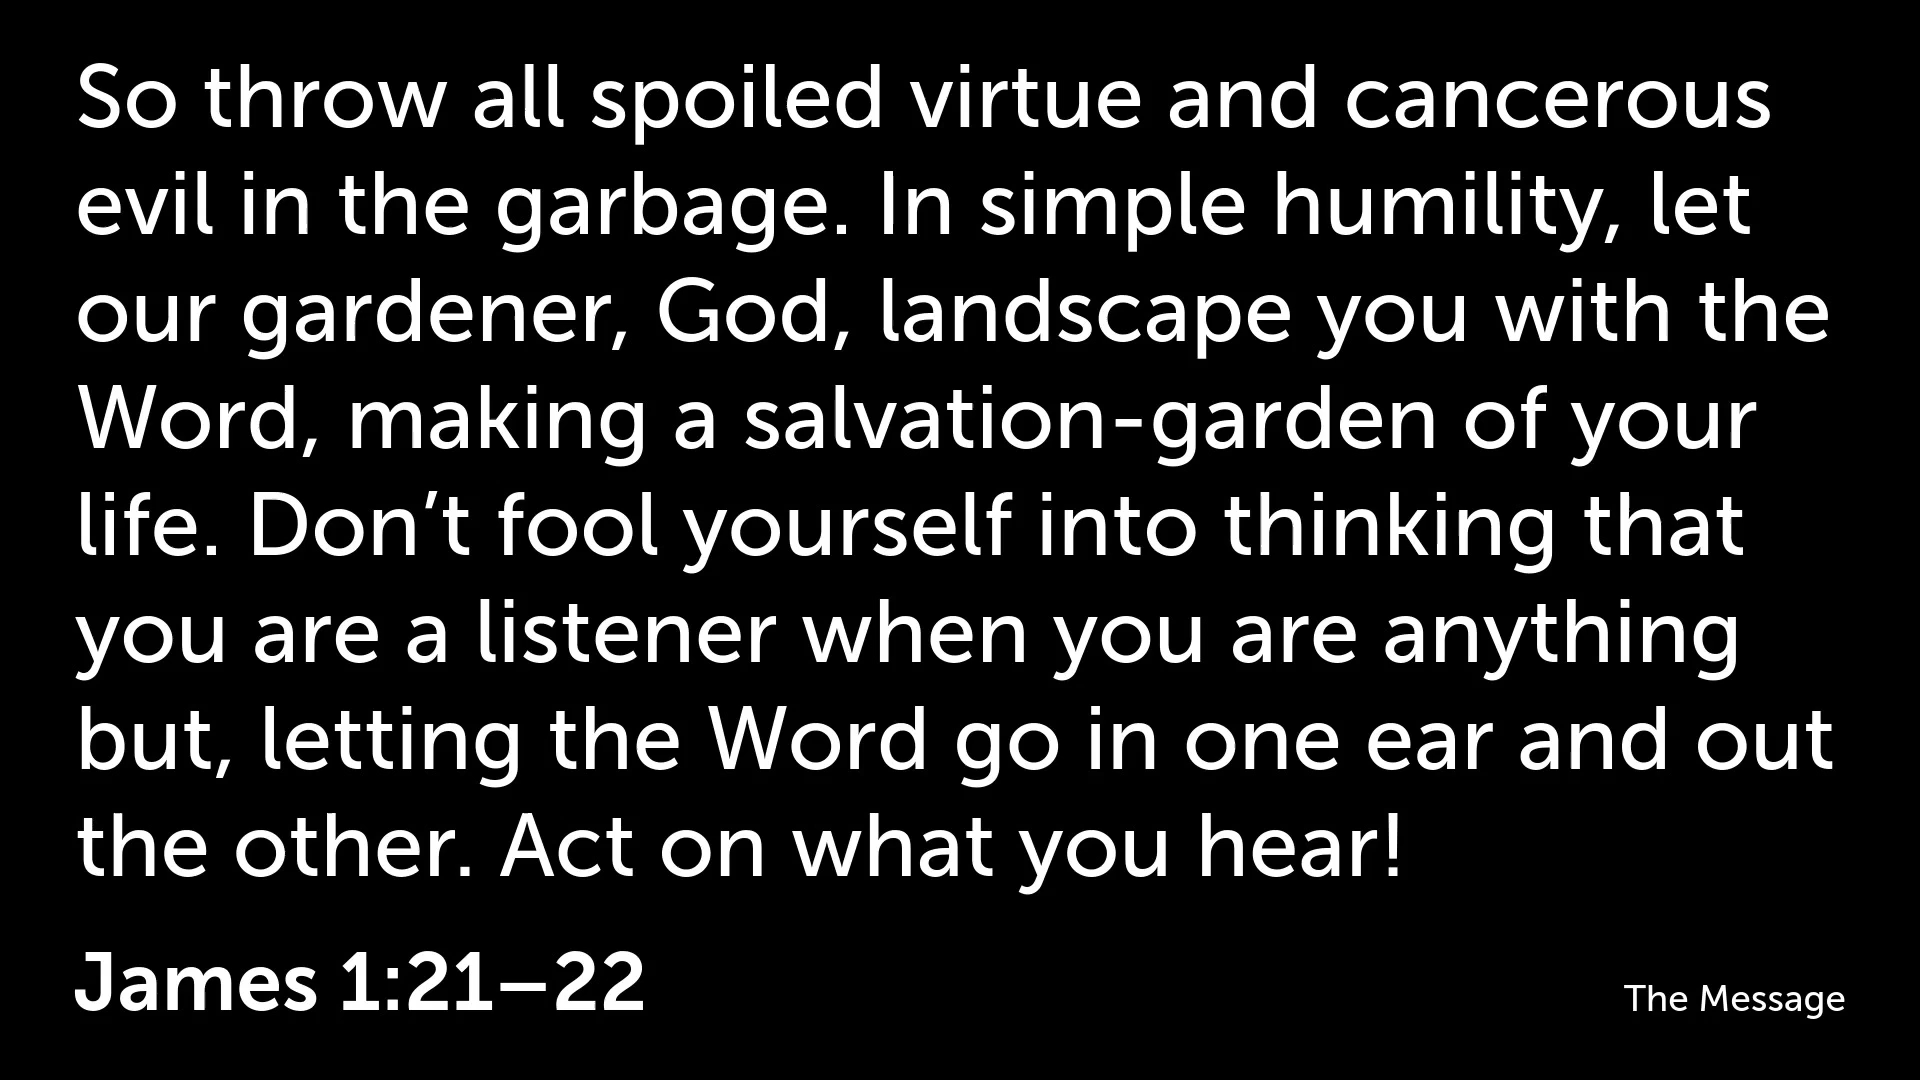 So throw all spoiled virtue and cancerous
evil in the garbage. In simple humility, let
our gardener, God, landscape you with the
Word, making a salvation-garden of your
life. Don’t fool yourself into thinking that
you are a listener when you are anything
but, letting the Word go in one ear and out
the other. Act on what you hear!
James 1:21–22
The Message